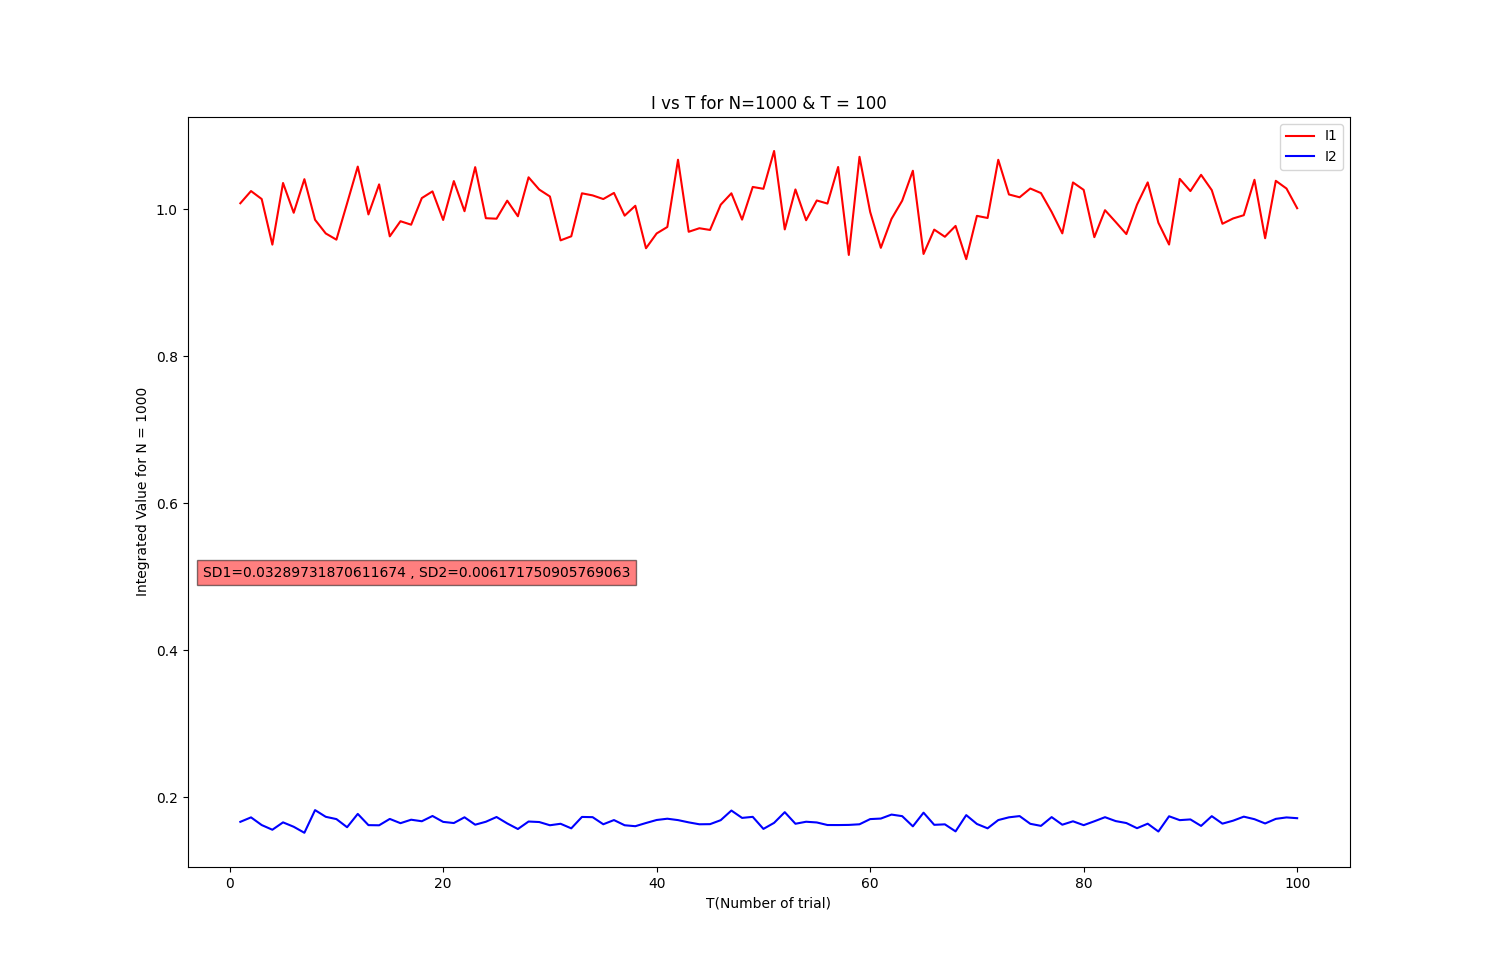 I vs T for N=1000 & T = 100
I1
I2
1.0
0.8
0.6
0.4
0.2
Integrated Value for N = 1000
SD1=0.03289731870611674 , SD2=0.006171750905769063
0 20 40 60 80 100
T(Number of trial)